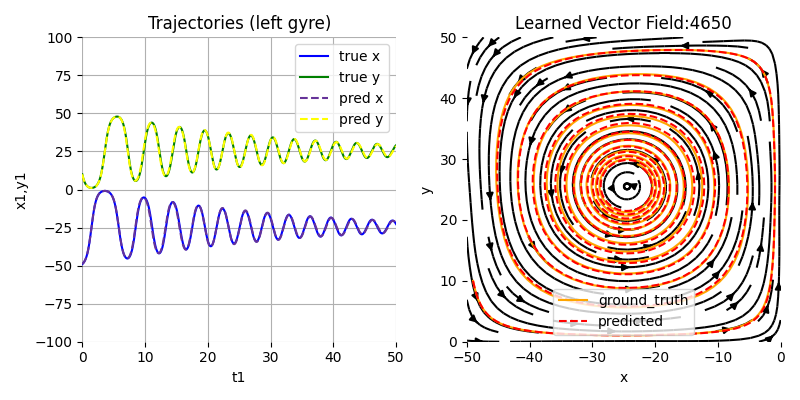 Trajectories (left gyre)
100
75
50
25
0
−25
−50
−75
−100
x1,y1
0
10
20
30
40
50
t1
true x
true y
pred x
pred y
Learned Vector Field:4650
50
40
30
20
10
0
y
−50
−40
−30
−20
−10
0
x
ground_truth
predicted